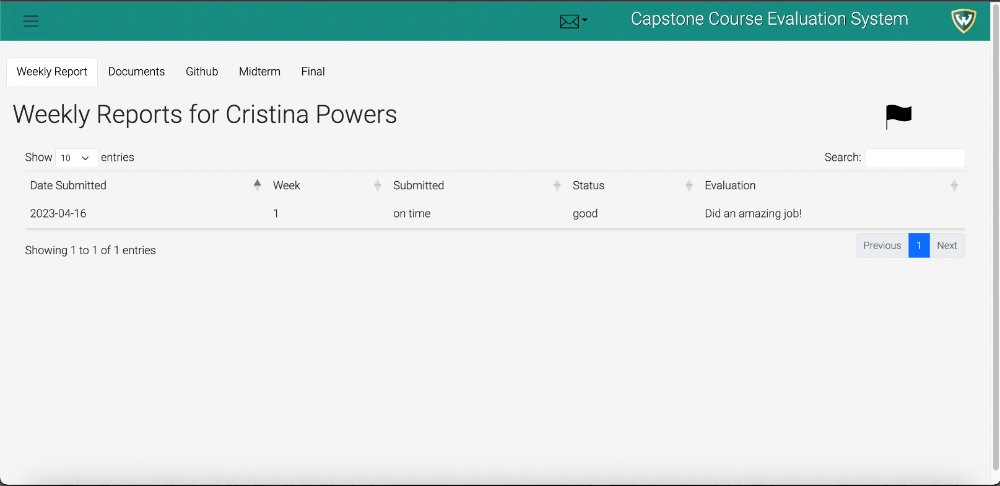 Capstone Course Evaluation System
W
Weekly Report Documents Github Midterm Final
Weekly Reports for Cristina Powers
Show 10 entries Search:
Date Submitted Week Submitted Status Evaluation
2023-04-16 1 on time good Did an amazing job!
Showing 1 to 1 of 1 entries Previous 1 Next